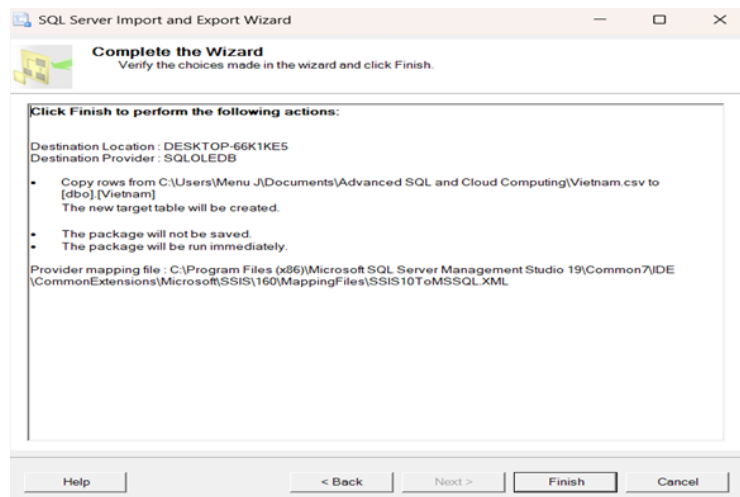 SQL Server Import and Export Wizard
Complete the Wizard
Verify the choices made in the wizard and click Finish.
Click Finish to perform the following actions:
Destination Location : DESKTOP-66K1KE5
Destination Provider : SQLOLEDB
• Copy rows from C:\Users\Menu J\Documents\Advanced SQL and Cloud Computing\Vietnam.csv to
[dbo].[Vietnam]
The new target table will be created.
• The package will not be saved.
• The package will be run immediately.
Provider mapping file : C:\Program Files (x86)\Microsoft SQL Server Management Studio 19\Common7\IDE
\CommonExtensions\Microsoft\SSIS\160\MappingFiles\SSIS10ToMSSQL.XML
Help
< Back
Next >
Finish
Cancel